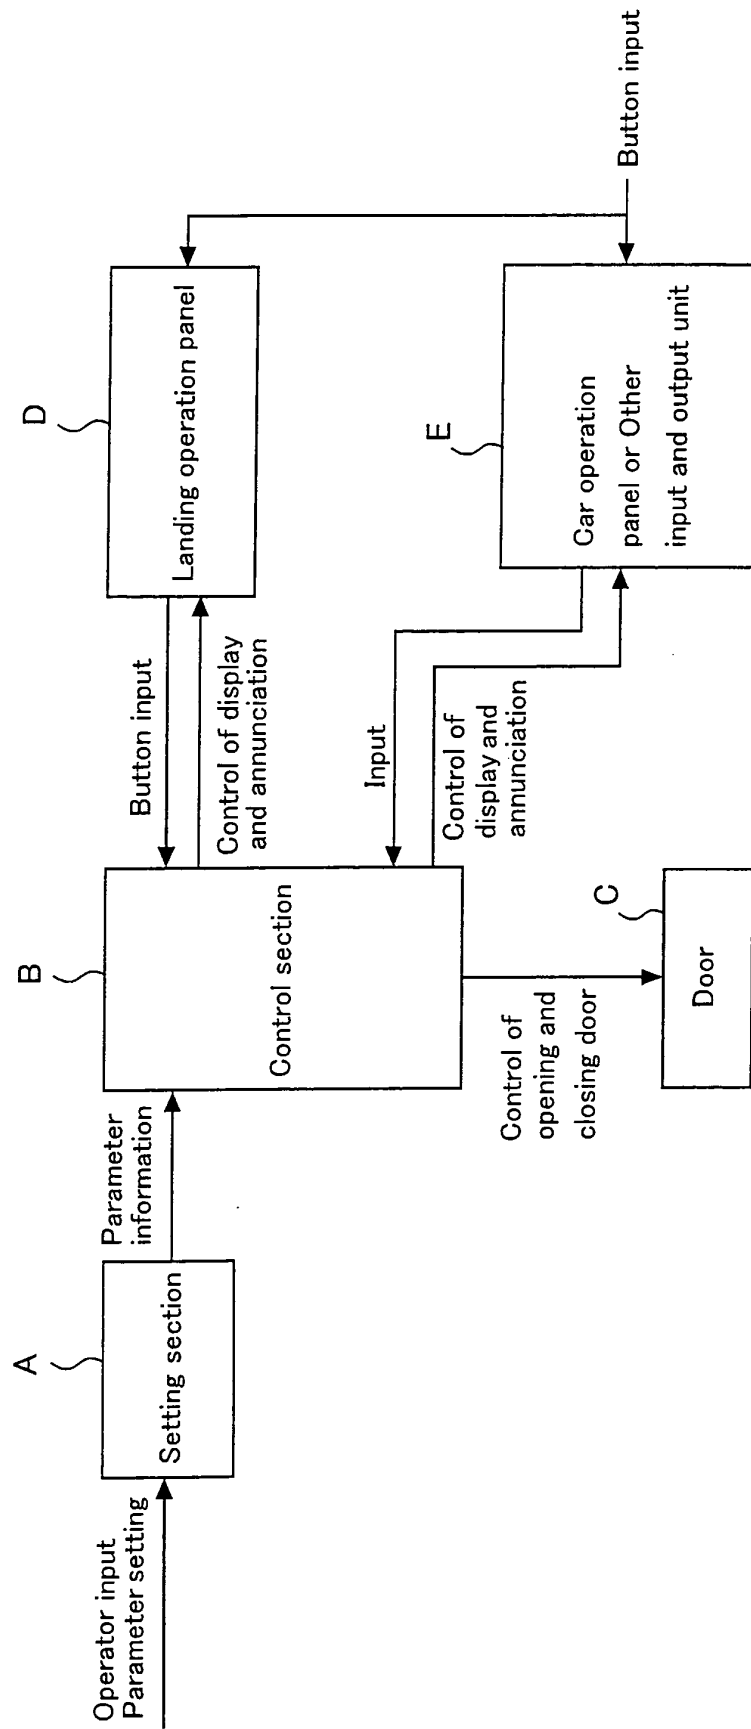 Operator input
Parameter setting
A
Setting section
Parameter
information
B
Control section
Button input
Control of display
and annunciation
D
Landing operation panel
Input
Control of
display and
annunciation
E
Car operation
panel or Other
input and output unit
Button input
Control of
opening and
closing door
C
Door